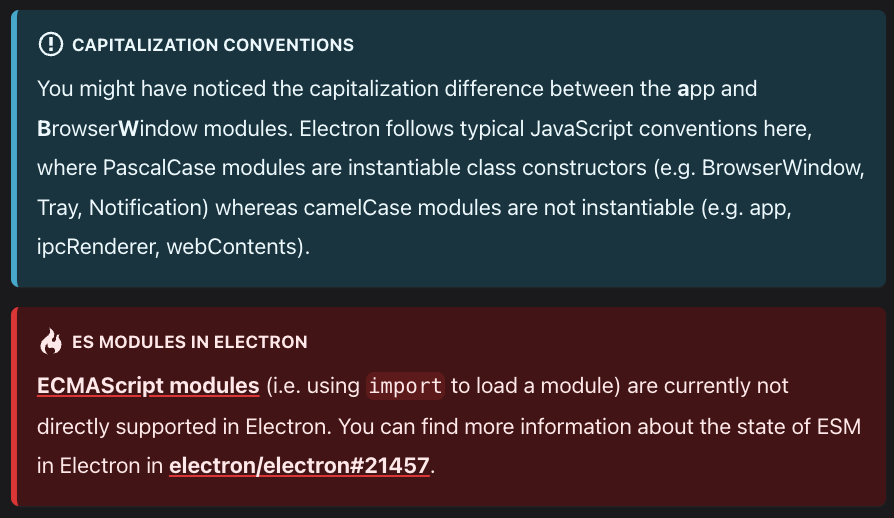 CAPITALIZATION CONVENTIONS
You might have noticed the capitalization difference between the app and
BrowserWindow modules. Electron follows typical JavaScript conventions here,
where PascalCase modules are instantiable class constructors (e.g. BrowserWindow,
Tray, Notification) whereas camelCase modules are not instantiable (e.g. app,
ipcRenderer, webContents).
ES MODULES IN ELECTRON
ECMAScript modules (i.e. using import to load a module) are currently not
directly supported in Electron. You can find more information about the state of ESM
in Electron in electron/electron#21457.